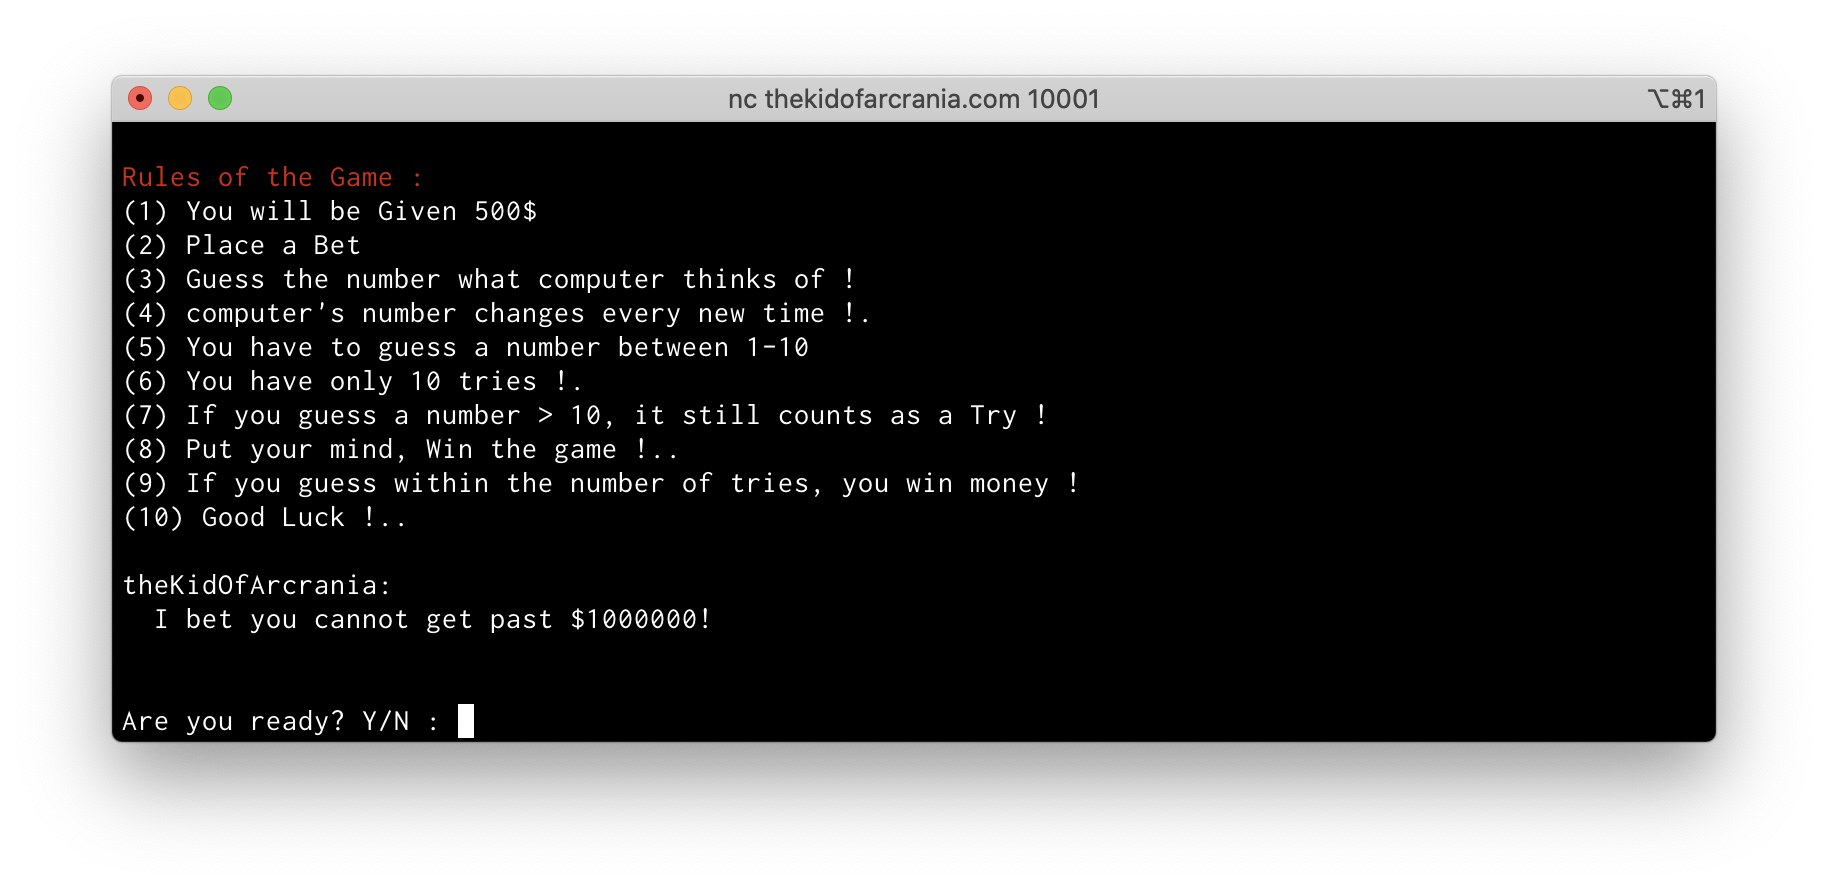 nc thekidofarcrania.com 10001
⌥⌘1
Rules of the Game :
(1) You will be Given 500$
(2) Place a Bet
(3) Guess the number what computer thinks of !
(4) computer's number changes every new time !.
(5) You have to guess a number between 1-10
(6) You have only 10 tries !.
(7) If you guess a number > 10, it still counts as a Try !
(8) Put your mind, Win the game !..
(9) If you guess within the number of tries, you win money !
(10) Good Luck !..
theKidOfArcrania:
I bet you cannot get past $1000000!
Are you ready? Y/N :